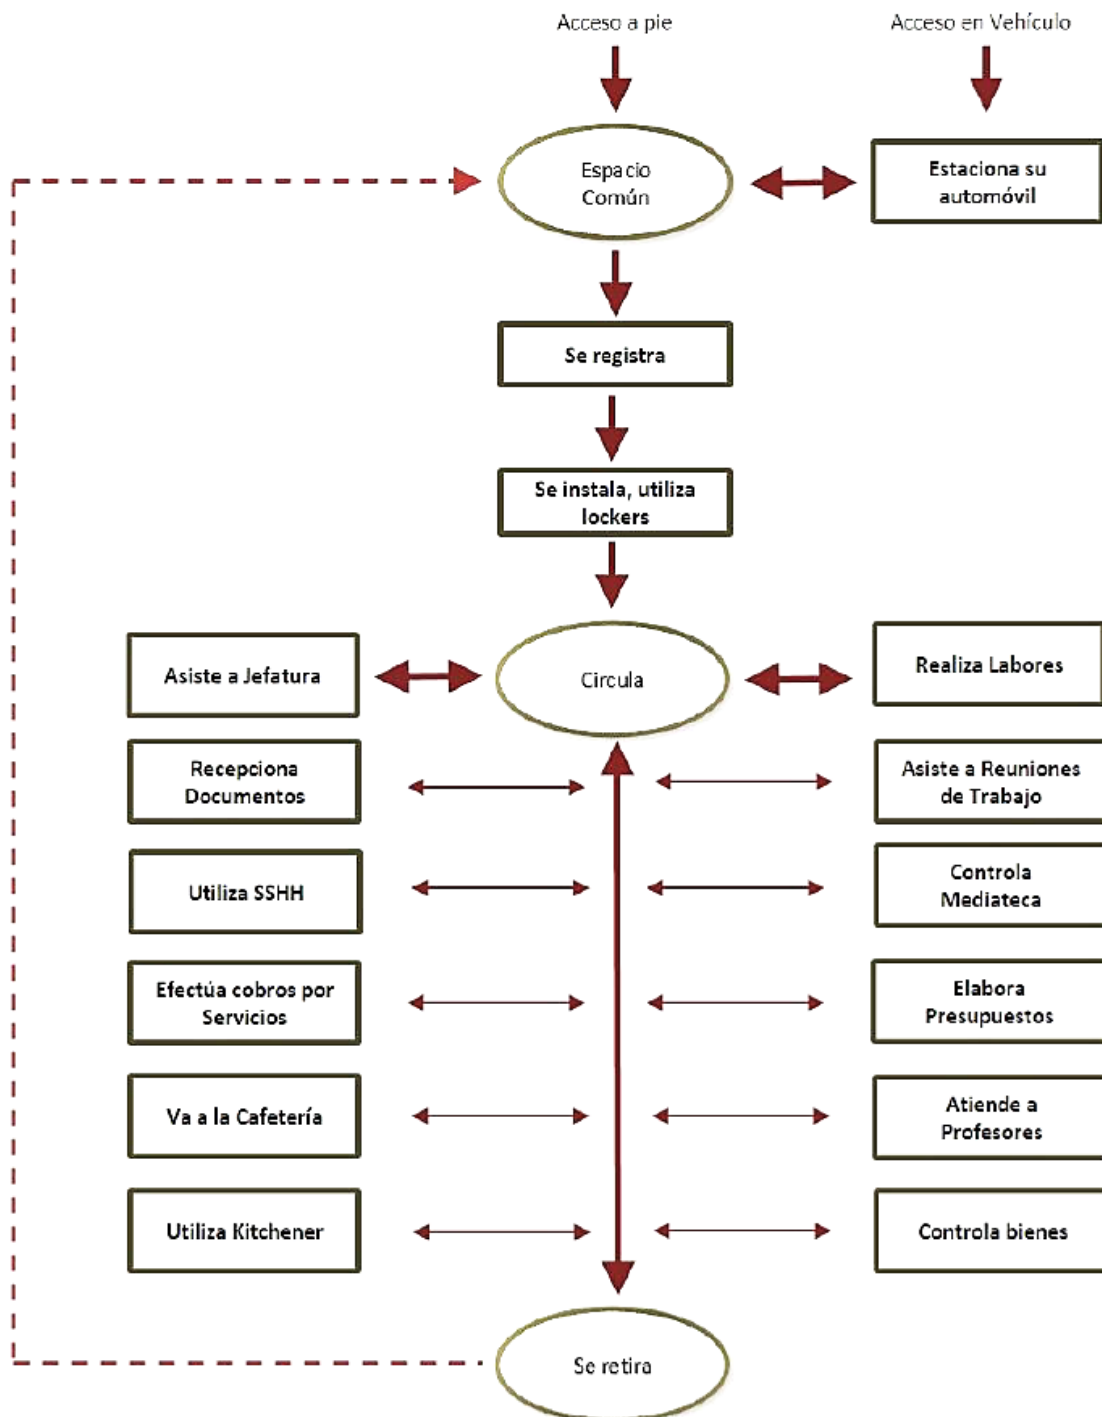 Acceso a pie
Acceso en Vehículo
Espacio
Común
Estaciona su
automóvil
Se registra
Se instala, utiliza
lockers
Asiste a Jefatura
Circula
Realiza Labores
Recepciona
Documentos
Asiste a Reuniones
de Trabajo
Utiliza SSHH
Controla
Mediateca
Efectúa cobros por
Servicios
Elabora
Presupuestos
Va a la Cafetería
Atiende a
Profesores
Utiliza Kitchener
Controla bienes
Se retira